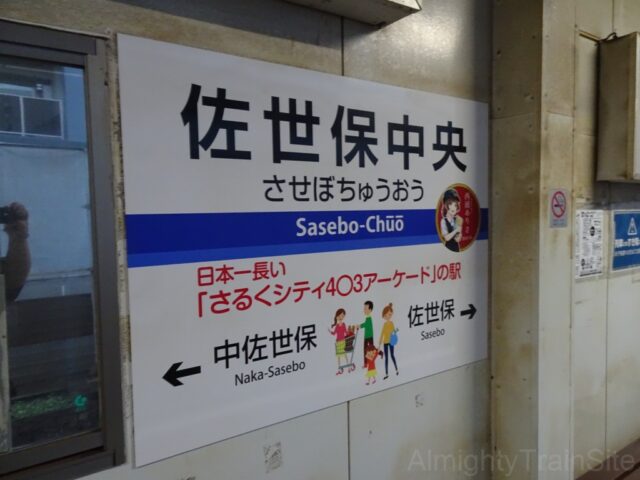 佐世保中央
させぼちゅうおう
Sasebo-Chūō
日本一長い
「さるくシティ4〇3アーケード」の駅
← 中佐世保
Naka-Sasebo
佐世保 →
Sasebo
AlmightyTrainSite